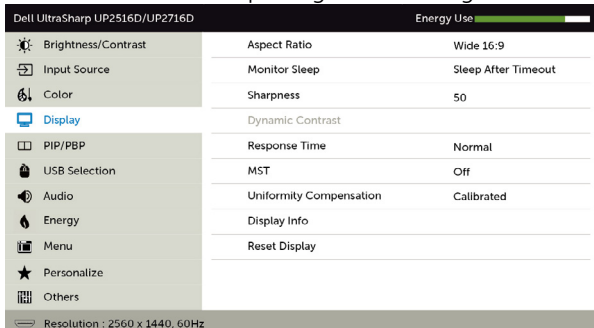 Dell UltraSharp UP2516D/UP2716D Energy Use
Brightness/Contrast Aspect Ratio Wide 16:9
Input Source Monitor Sleep Sleep After Timeout
Color Sharpness 50
Display Dynamic Contrast
PIP/PBP Response Time Normal
USB Selection MST Off
Audio Uniformity Compensation Calibrated
Energy Display Info
Menu Reset Display
Personalize
Others
Resolution : 2560 x 1440, 60Hz